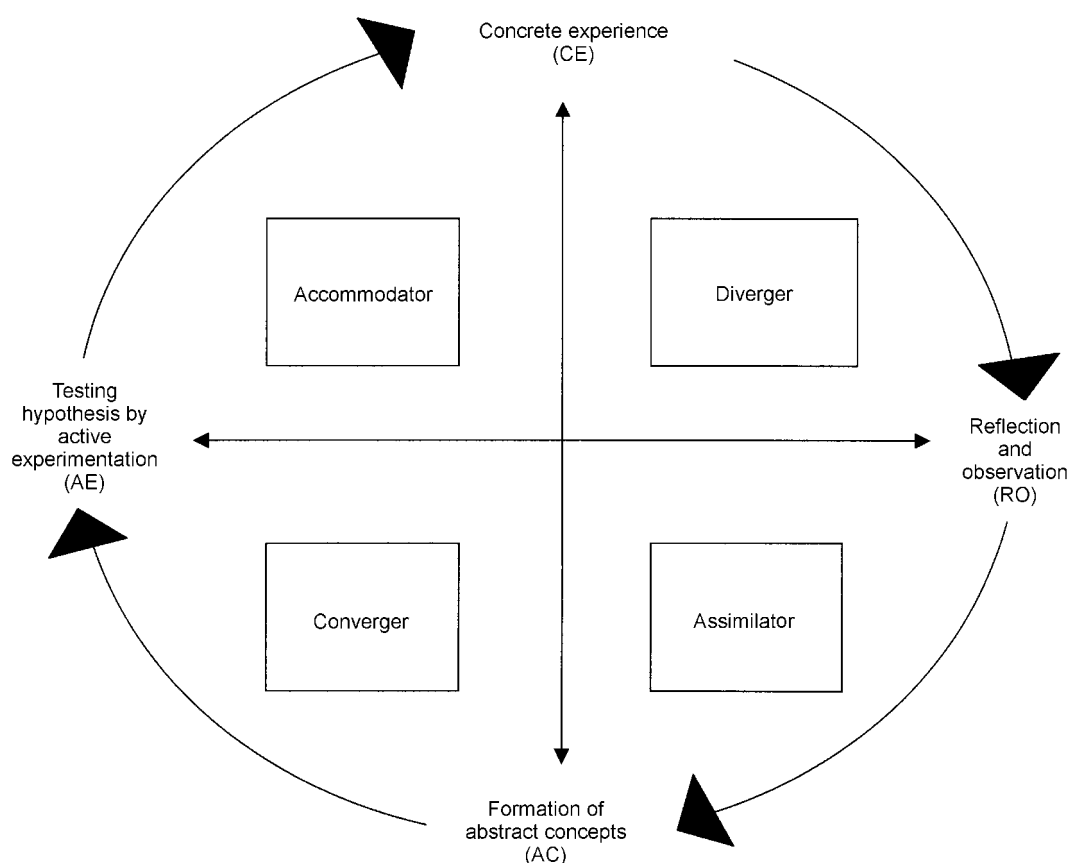 Concrete experience
(CE)
Accommodator
Diverger
Testing
hypothesis by
active
experimentation
(AE)
Reflection
and
observation
(RO)
Converger
Assimilator
Formation of
abstract concepts
(AC)